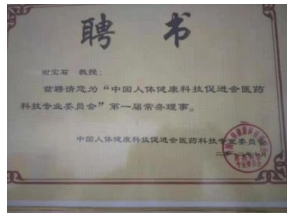 聘书
教授：
兹聘请您为“中国人体健康科技促进会医药
科技专业委员会”第一届常务理事。
中国人体健康科技促进会医药科技专业委员会